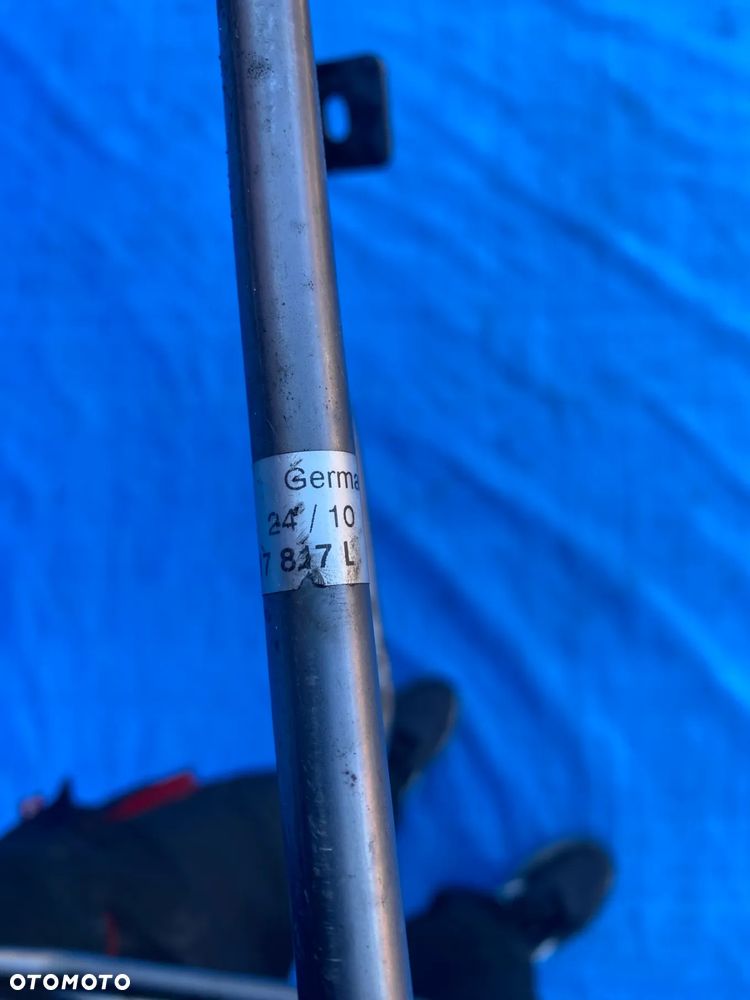 Germa
24 / 10
7 817 L
OTOMOTO